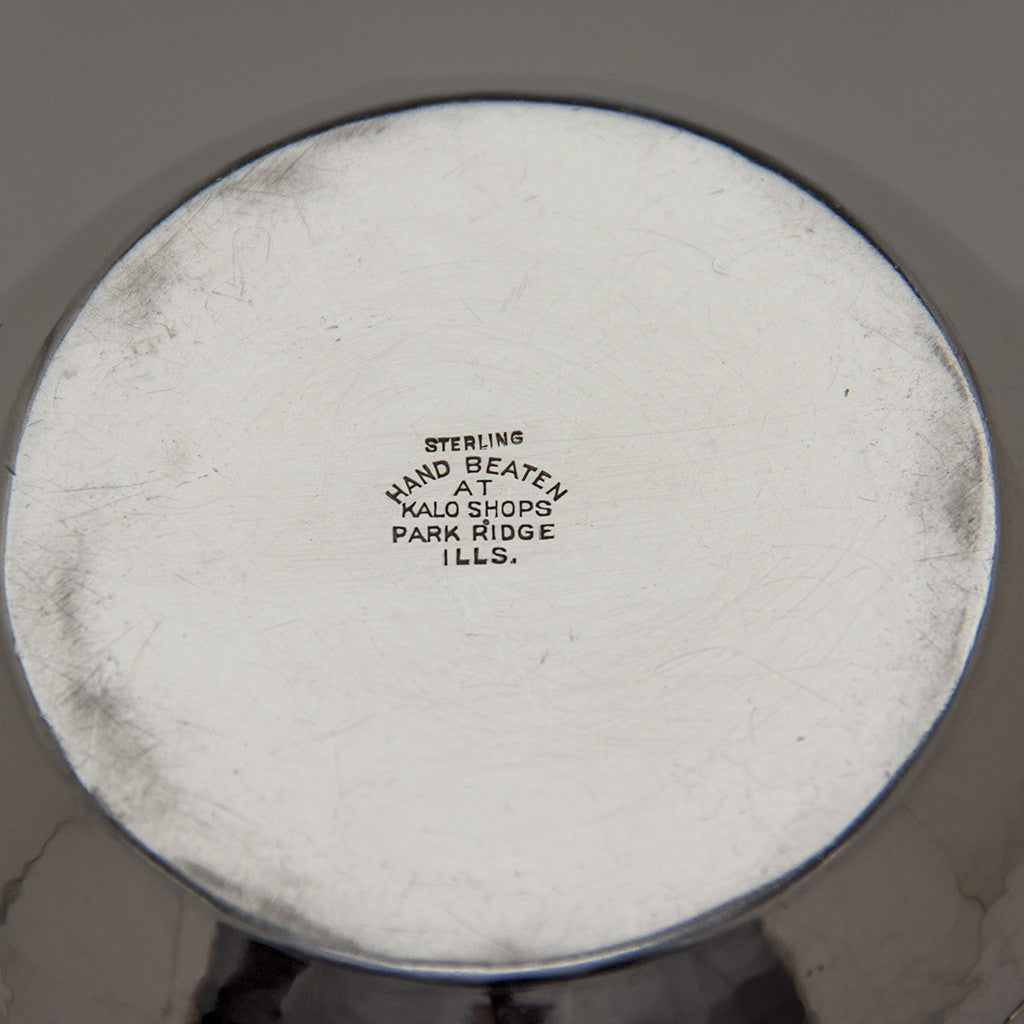 STERLING
HAND BEATEN
AT
KALO SHOPS
PARK RIDGE
ILLS.